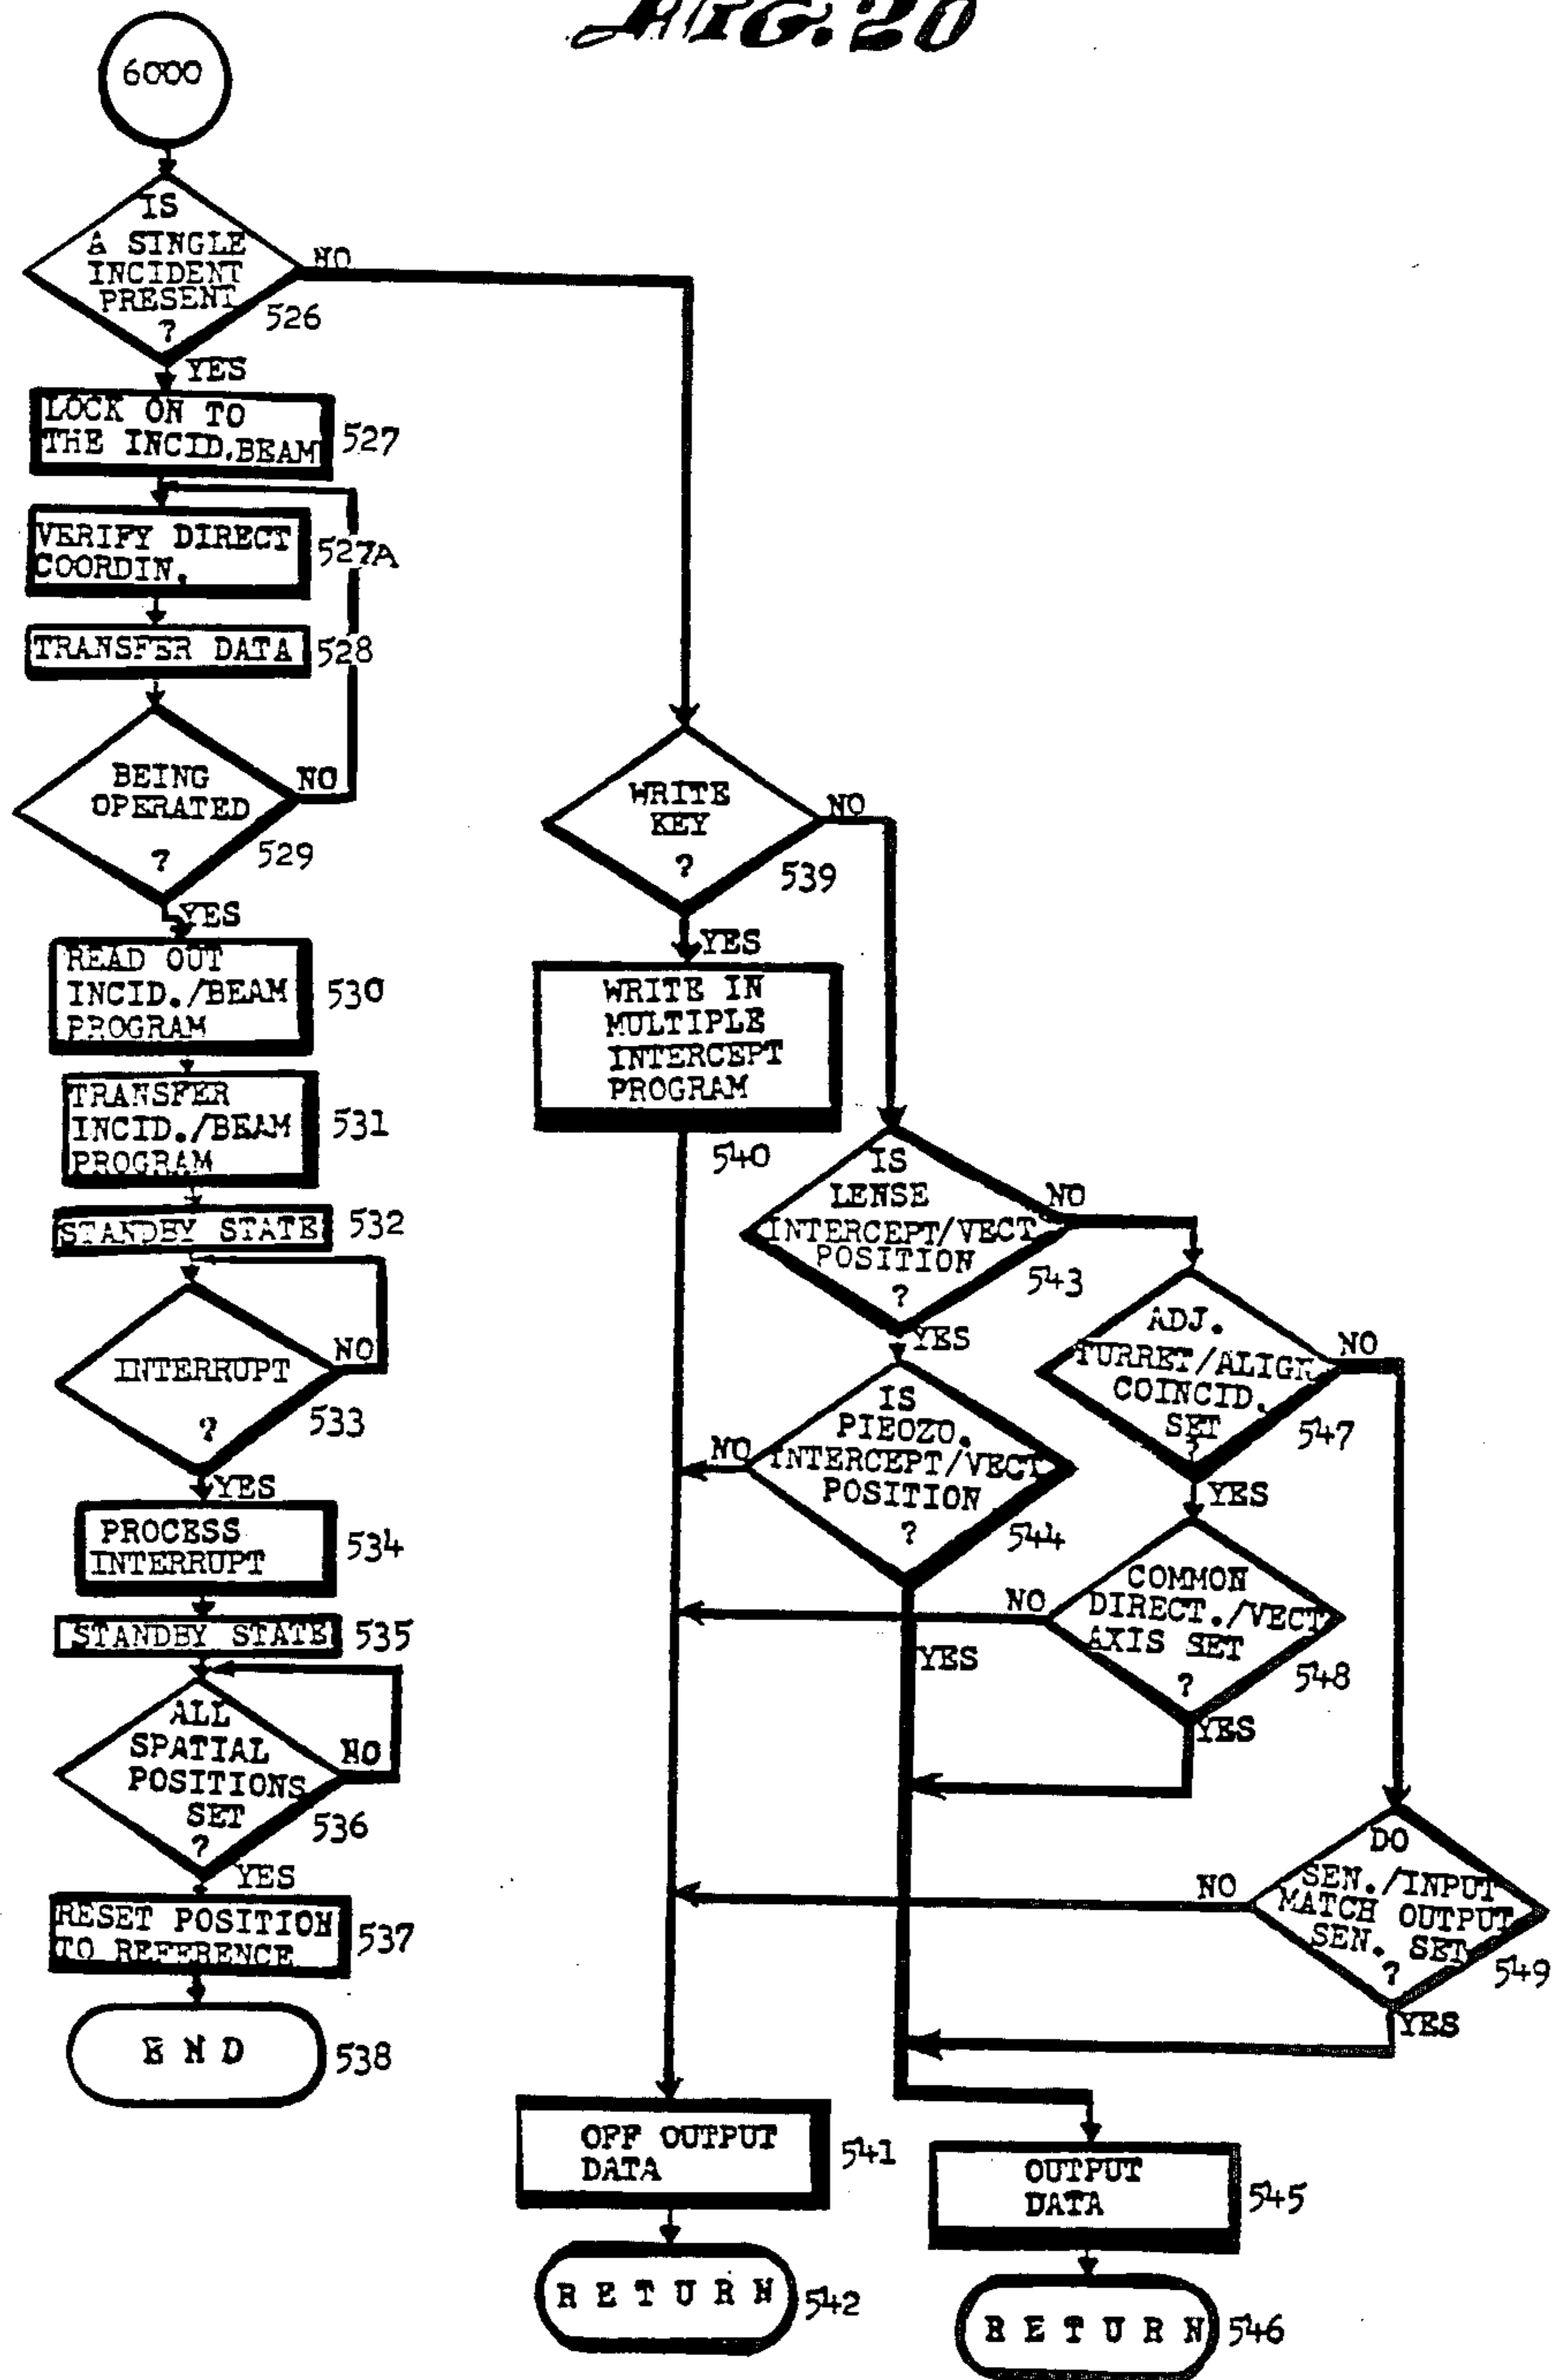 FIG. 20
6000
IS
A SINGLE
INCIDENT
PRESENT
?
526
NO
YES
LOCK ON TO
THE INCID. BEAM
527
VERIFY DIRECT
COORDIN.
527A
TRANSFER DATA
528
BEING
OPERATED
?
529
NO
YES
READ OUT
INCID./BEAM
PROGRAM
530
TRANSFER
INCID./BEAM
PROGRAM
531
STANDBY STATE
532
INTERRUPT
?
533
NO
YES
PROCESS
INTERRUPT
534
STANDBY STATE
535
ALL
SPATIAL
POSITIONS
SET
?
536
NO
YES
RESET POSITION
TO REFERENCE
537
END
538
WRITE
KEY
?
539
NO
YES
WRITE IN
MULTIPLE
INTERCEPT
PROGRAM
540
IS
LENSE
INTERCEPT/VECT
POSITION
?
543
NO
YES
IS
PIEOZO.
INTERCEPT/VECT
POSITION
?
544
NO
YES
ADJ.
TURRET/ALIGN
COINCID.
SET
?
547
NO
YES
COMMON
DIRECT./VECT
AXIS SET
?
548
NO
YES
DO
SEN./INPUT
MATCH OUTPUT
SEN. SET
?
549
NO
YES
OFF OUTPUT
DATA
541
RETURN
542
OUTPUT
DATA
545
RETURN
546